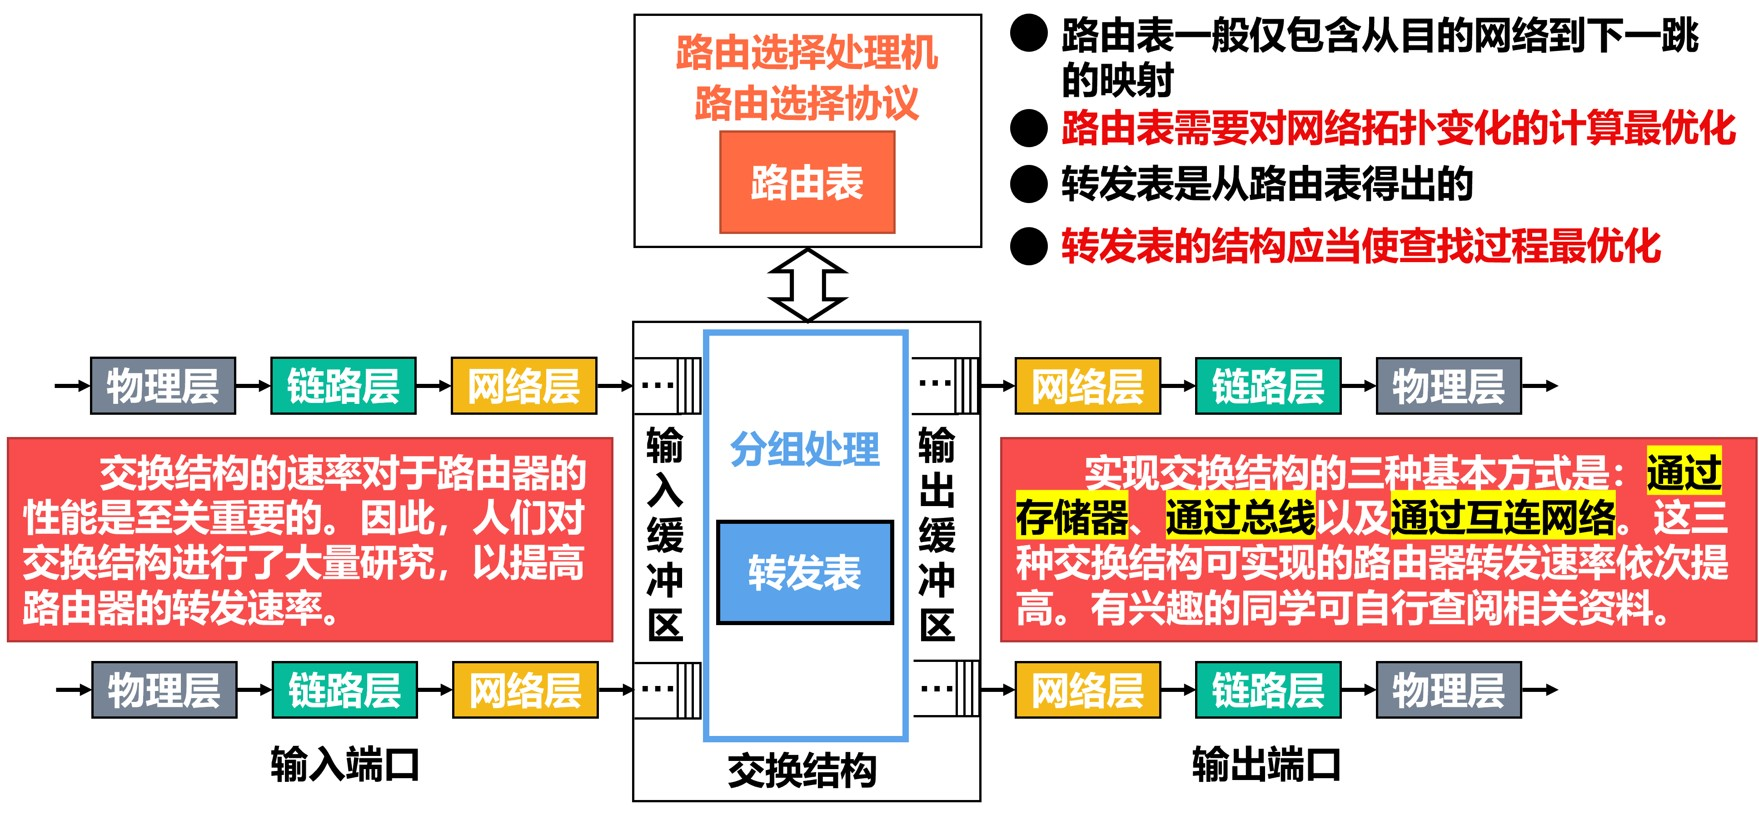 路由选择处理机
路由选择协议
路由表
● 路由表一般仅包含从目的网络到下一跳
的映射
● 路由表需要对网络拓扑变化的计算最优化
● 转发表是从路由表得出的
● 转发表的结构应当使查找过程最优化
物理层
链路层
网络层
...
...
网络层
链路层
物理层
交换结构的速率对于路由器的
性能是至关重要的。因此，人们对
交换结构进行了大量研究，以提高
路由器的转发速率。
输入缓冲区
分组处理
转发表
输出缓冲区
实现交换结构的三种基本方式是：通过
存储器、通过总线以及通过互连网络。这三
种交换结构可实现的路由器转发速率依次提
高。有兴趣的同学可自行查阅相关资料。
物理层
链路层
网络层
...
...
网络层
链路层
物理层
输入端口
交换结构
输出端口